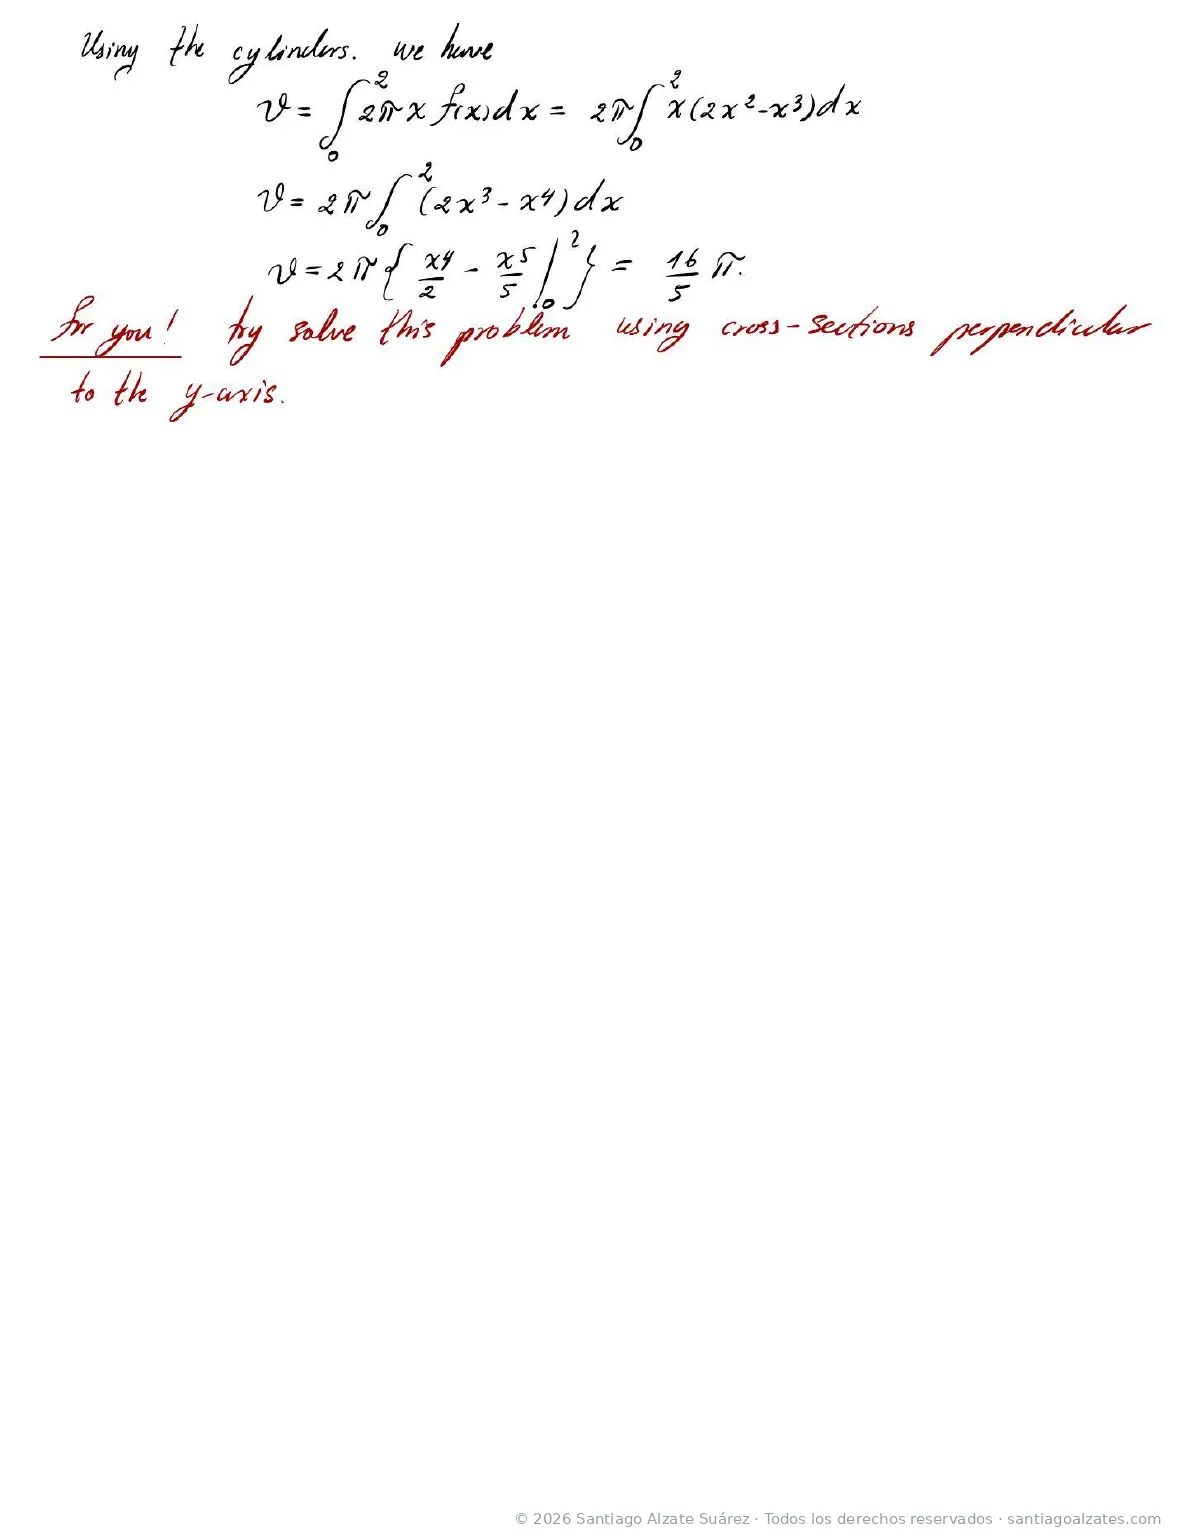 Using the cylinders. we have
𝒱 = ∫₀² 2πx f(x)dx = 2π∫₀² x(2x²-x³)dx
𝒱 = 2π∫₀² (2x³-x⁴)dx
𝒱 = 2π{ x⁴/2 - x⁵/5 |₀² } = 16/5 π.
For you! try solve this problem using cross-sections perpendicular
to the y-axis.
© 2026 Santiago Alzate Suárez · Todos los derechos reservados · santiagoalzates.com